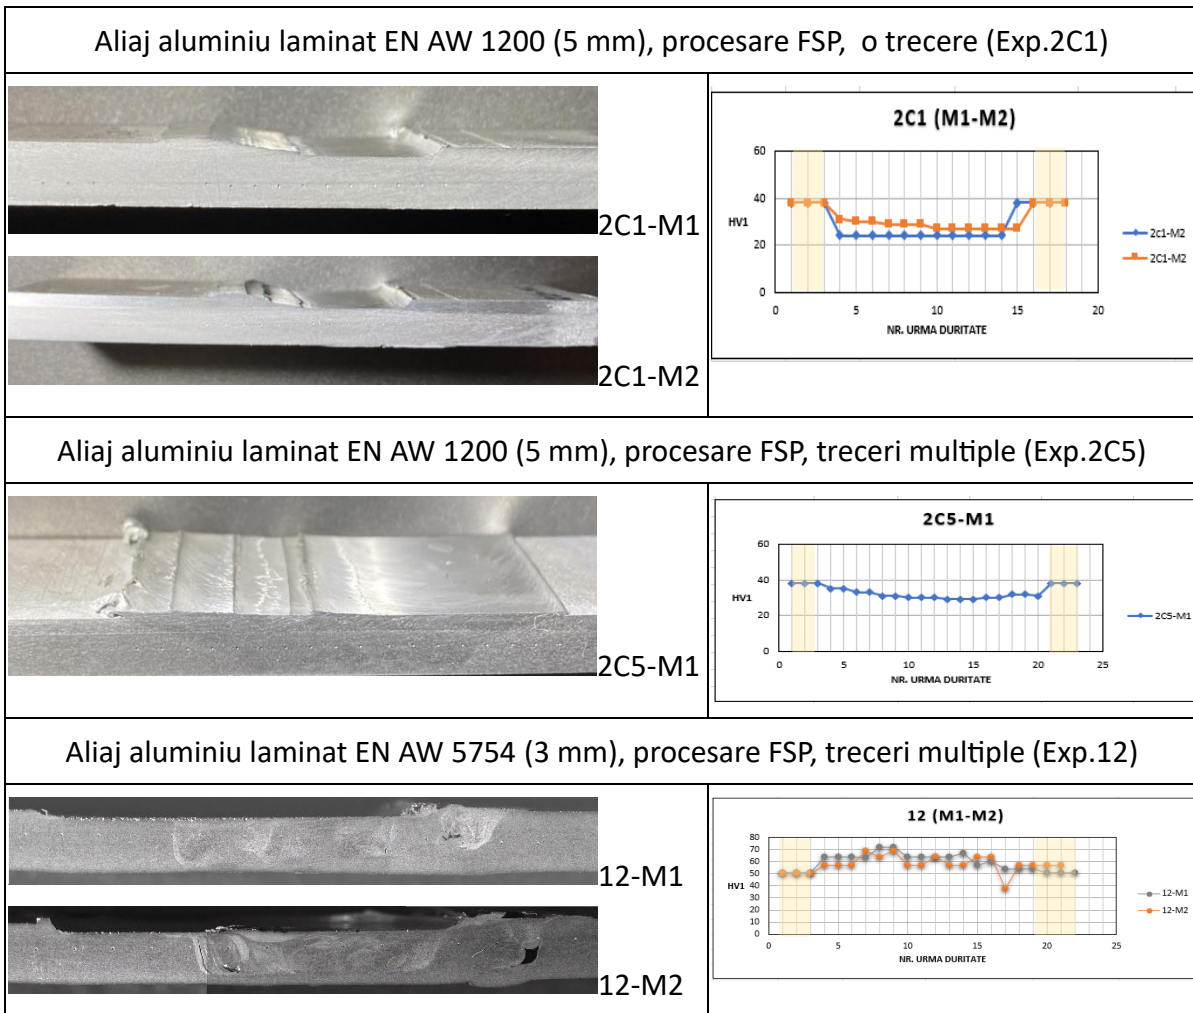 Aliaj aluminiu laminat EN AW 1200 (5 mm), procesare FSP, o trecere (Exp.2C1)
2C1-M1
2C1-M2
2C1 (M1-M2)
60
40
20
0
HV1
0 5 10 15 20
NR. URMA DURITATE
2c1-M2
2C1-M2
Aliaj aluminiu laminat EN AW 1200 (5 mm), procesare FSP, treceri multiple (Exp.2C5)
2C5-M1
2C5-M1
60
40
20
0
HV1
0 5 10 15 20 25
NR. URMA DURITATE
2C5-M1
Aliaj aluminiu laminat EN AW 5754 (3 mm), procesare FSP, treceri multiple (Exp.12)
12-M1
12-M2
12 (M1-M2)
80
70
60
50
40
30
20
10
0
HV1
0 5 10 15 20 25
NR. URMA DURITATE
12-M1
12-M2